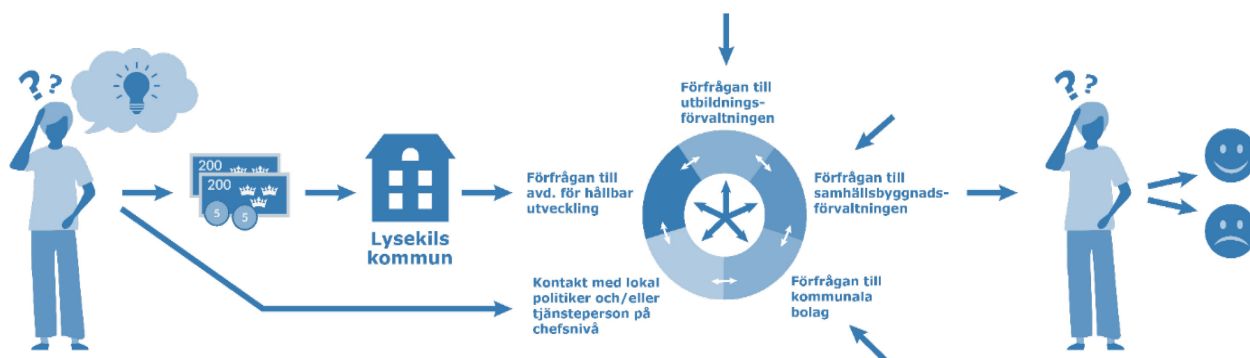 ? ?
200
200
5 5
Lysekils
kommun
Förfrågan till
avd. för hållbar
utveckling
Kontakt med lokal
politiker och/eller
tjänsteperson på
chefsnivå
Förfrågan till
utbildnings-
förvaltningen
Förfrågan till
samhällsbyggnads-
förvaltningen
Förfrågan till
kommunala
bolag
? ?